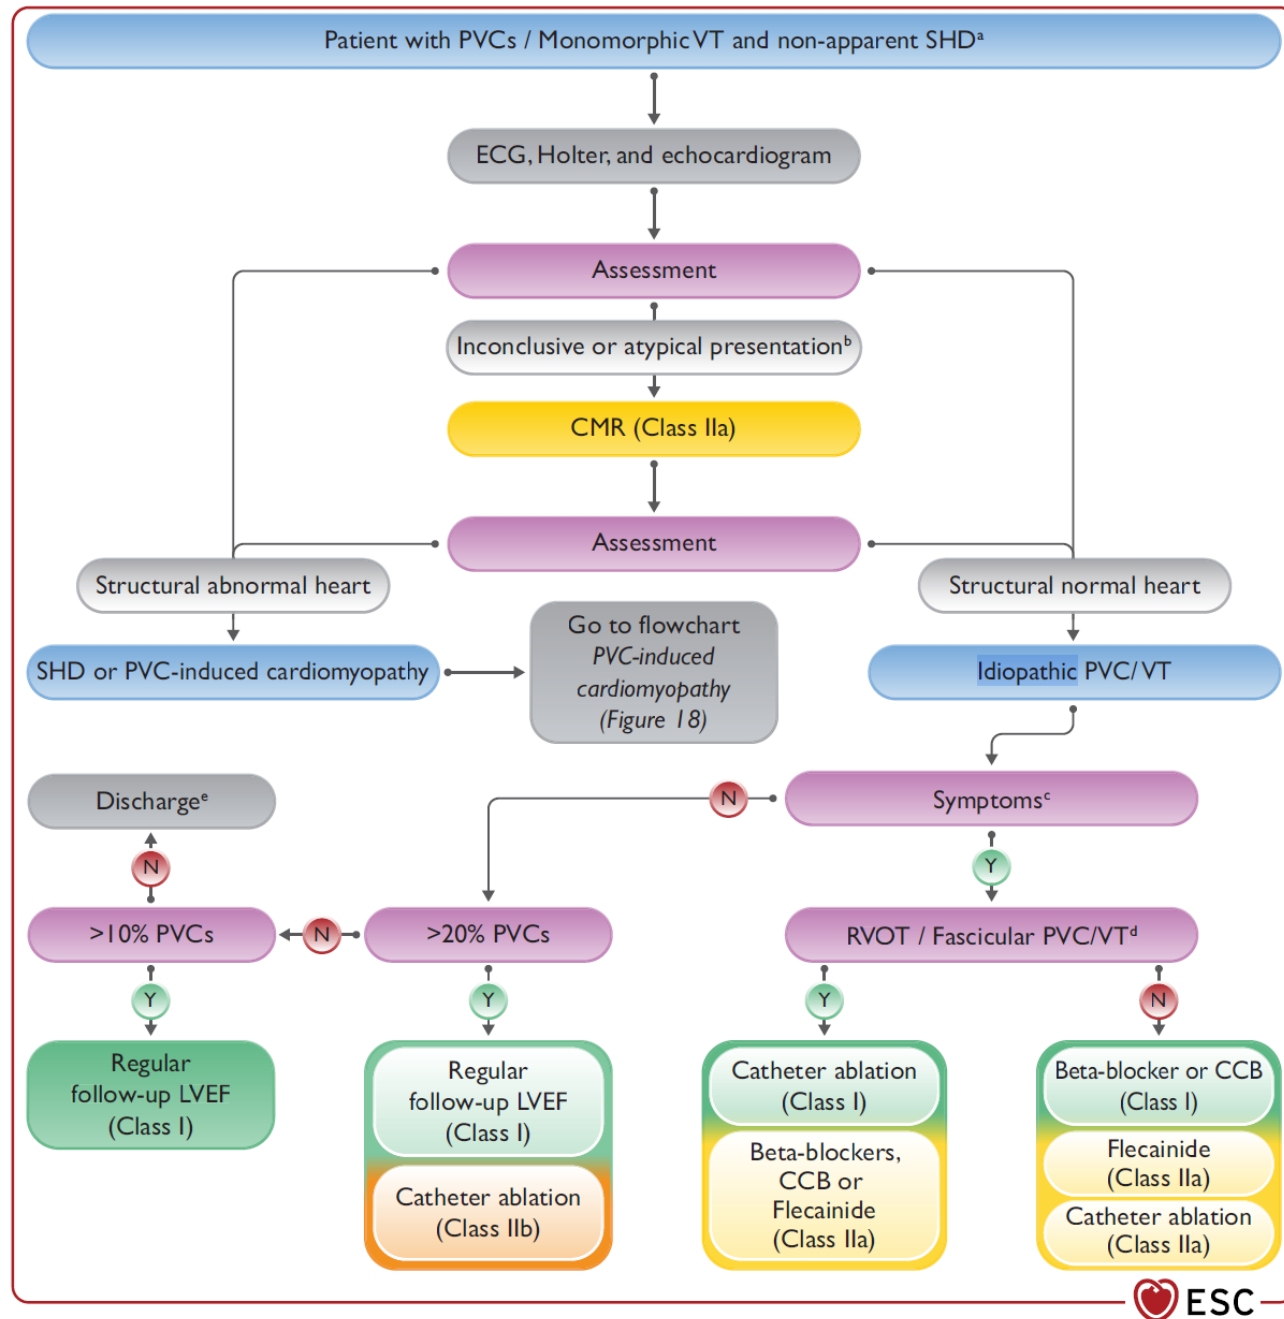 Patient with PVCs / Monomorphic VT and non-apparent SHDᵃ
ECG, Holter, and echocardiogram
Assessment
Inconclusive or atypical presentationᵇ
CMR (Class IIa)
Assessment
Structural abnormal heart
Structural normal heart
SHD or PVC-induced cardiomyopathy
Go to flowchart
PVC-induced
cardiomyopathy
(Figure 18)
Idiopathic PVC/ VT
Dischargeᵉ
N
Symptomsᶜ
N
Y
>10% PVCs
N
>20% PVCs
RVOT / Fascicular PVC/VTᵈ
Y
Y
Y
N
Regular
follow-up LVEF
(Class I)
Regular
follow-up LVEF
(Class I)
Catheter ablation
(Class IIb)
Catheter ablation
(Class I)
Beta-blockers,
CCB or
Flecainide
(Class IIa)
Beta-blocker or CCB
(Class I)
Flecainide
(Class IIa)
Catheter ablation
(Class IIa)
ESC